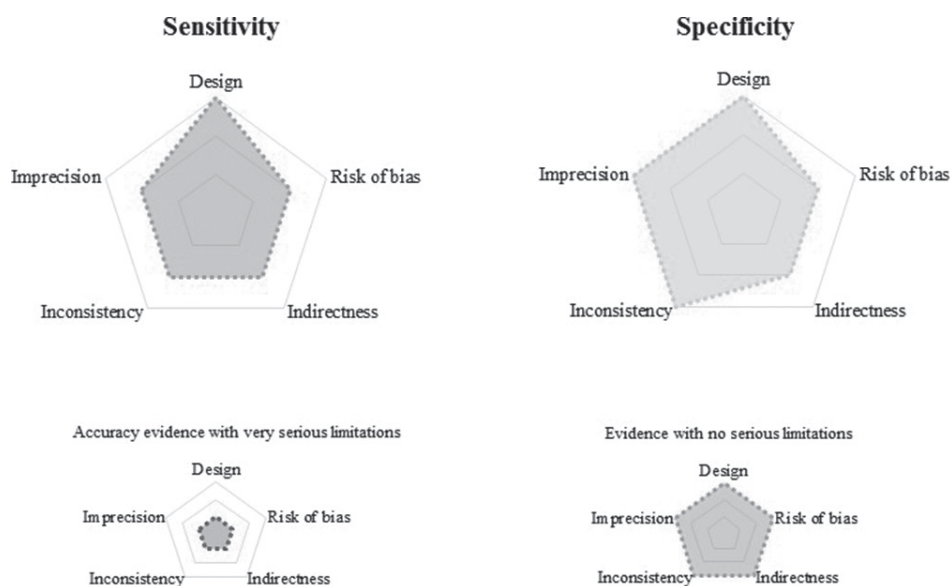 Sensitivity
Specificity
Design
Design
Imprecision
Risk of bias
Imprecision
Risk of bias
Inconsistency
Indirectness
Inconsistency
Indirectness
Accuracy evidence with very serious limitations
Evidence with no serious limitations
Design
Design
Imprecision
Risk of bias
Imprecision
Risk of bias
Inconsistency
Indirectness
Inconsistency
Indirectness